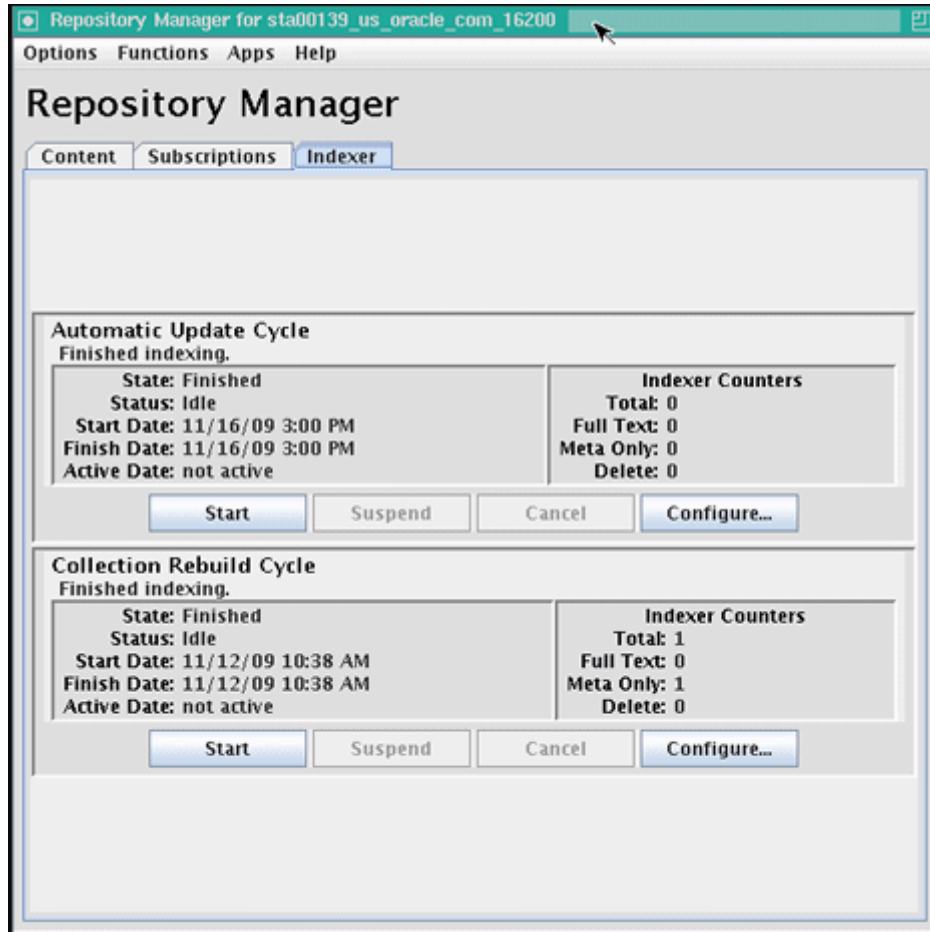 Repository Manager for sta00139_us_oracle_com_16200
Options Functions Apps Help
Repository Manager
Content Subscriptions Indexer
Automatic Update Cycle
Finished indexing.
State: Finished
Status: Idle
Start Date: 11/16/09 3:00 PM
Finish Date: 11/16/09 3:00 PM
Active Date: not active
Indexer Counters
Total: 0
Full Text: 0
Meta Only: 0
Delete: 0
Start Suspend Cancel Configure...
Collection Rebuild Cycle
Finished indexing.
State: Finished
Status: Idle
Start Date: 11/12/09 10:38 AM
Finish Date: 11/12/09 10:38 AM
Active Date: not active
Indexer Counters
Total: 1
Full Text: 0
Meta Only: 1
Delete: 0
Start Suspend Cancel Configure...